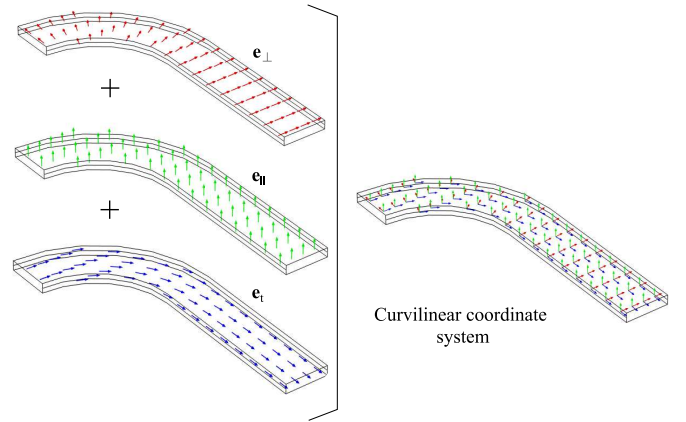 e⊥
+
e∥
+
et
Curvilinear coordinate
system